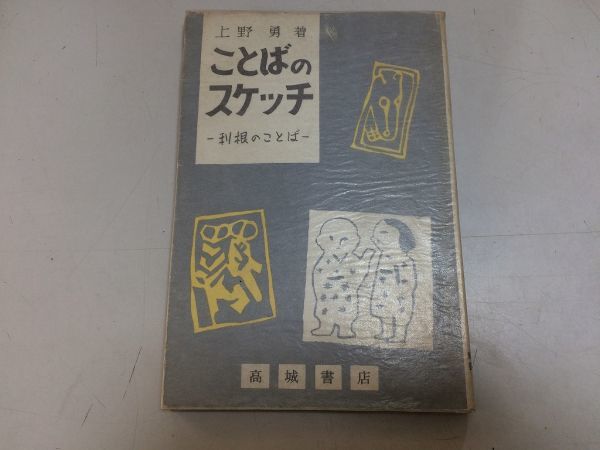 上野 勇 著
ことばの
スケッチ
-利根のことば-
高城書店